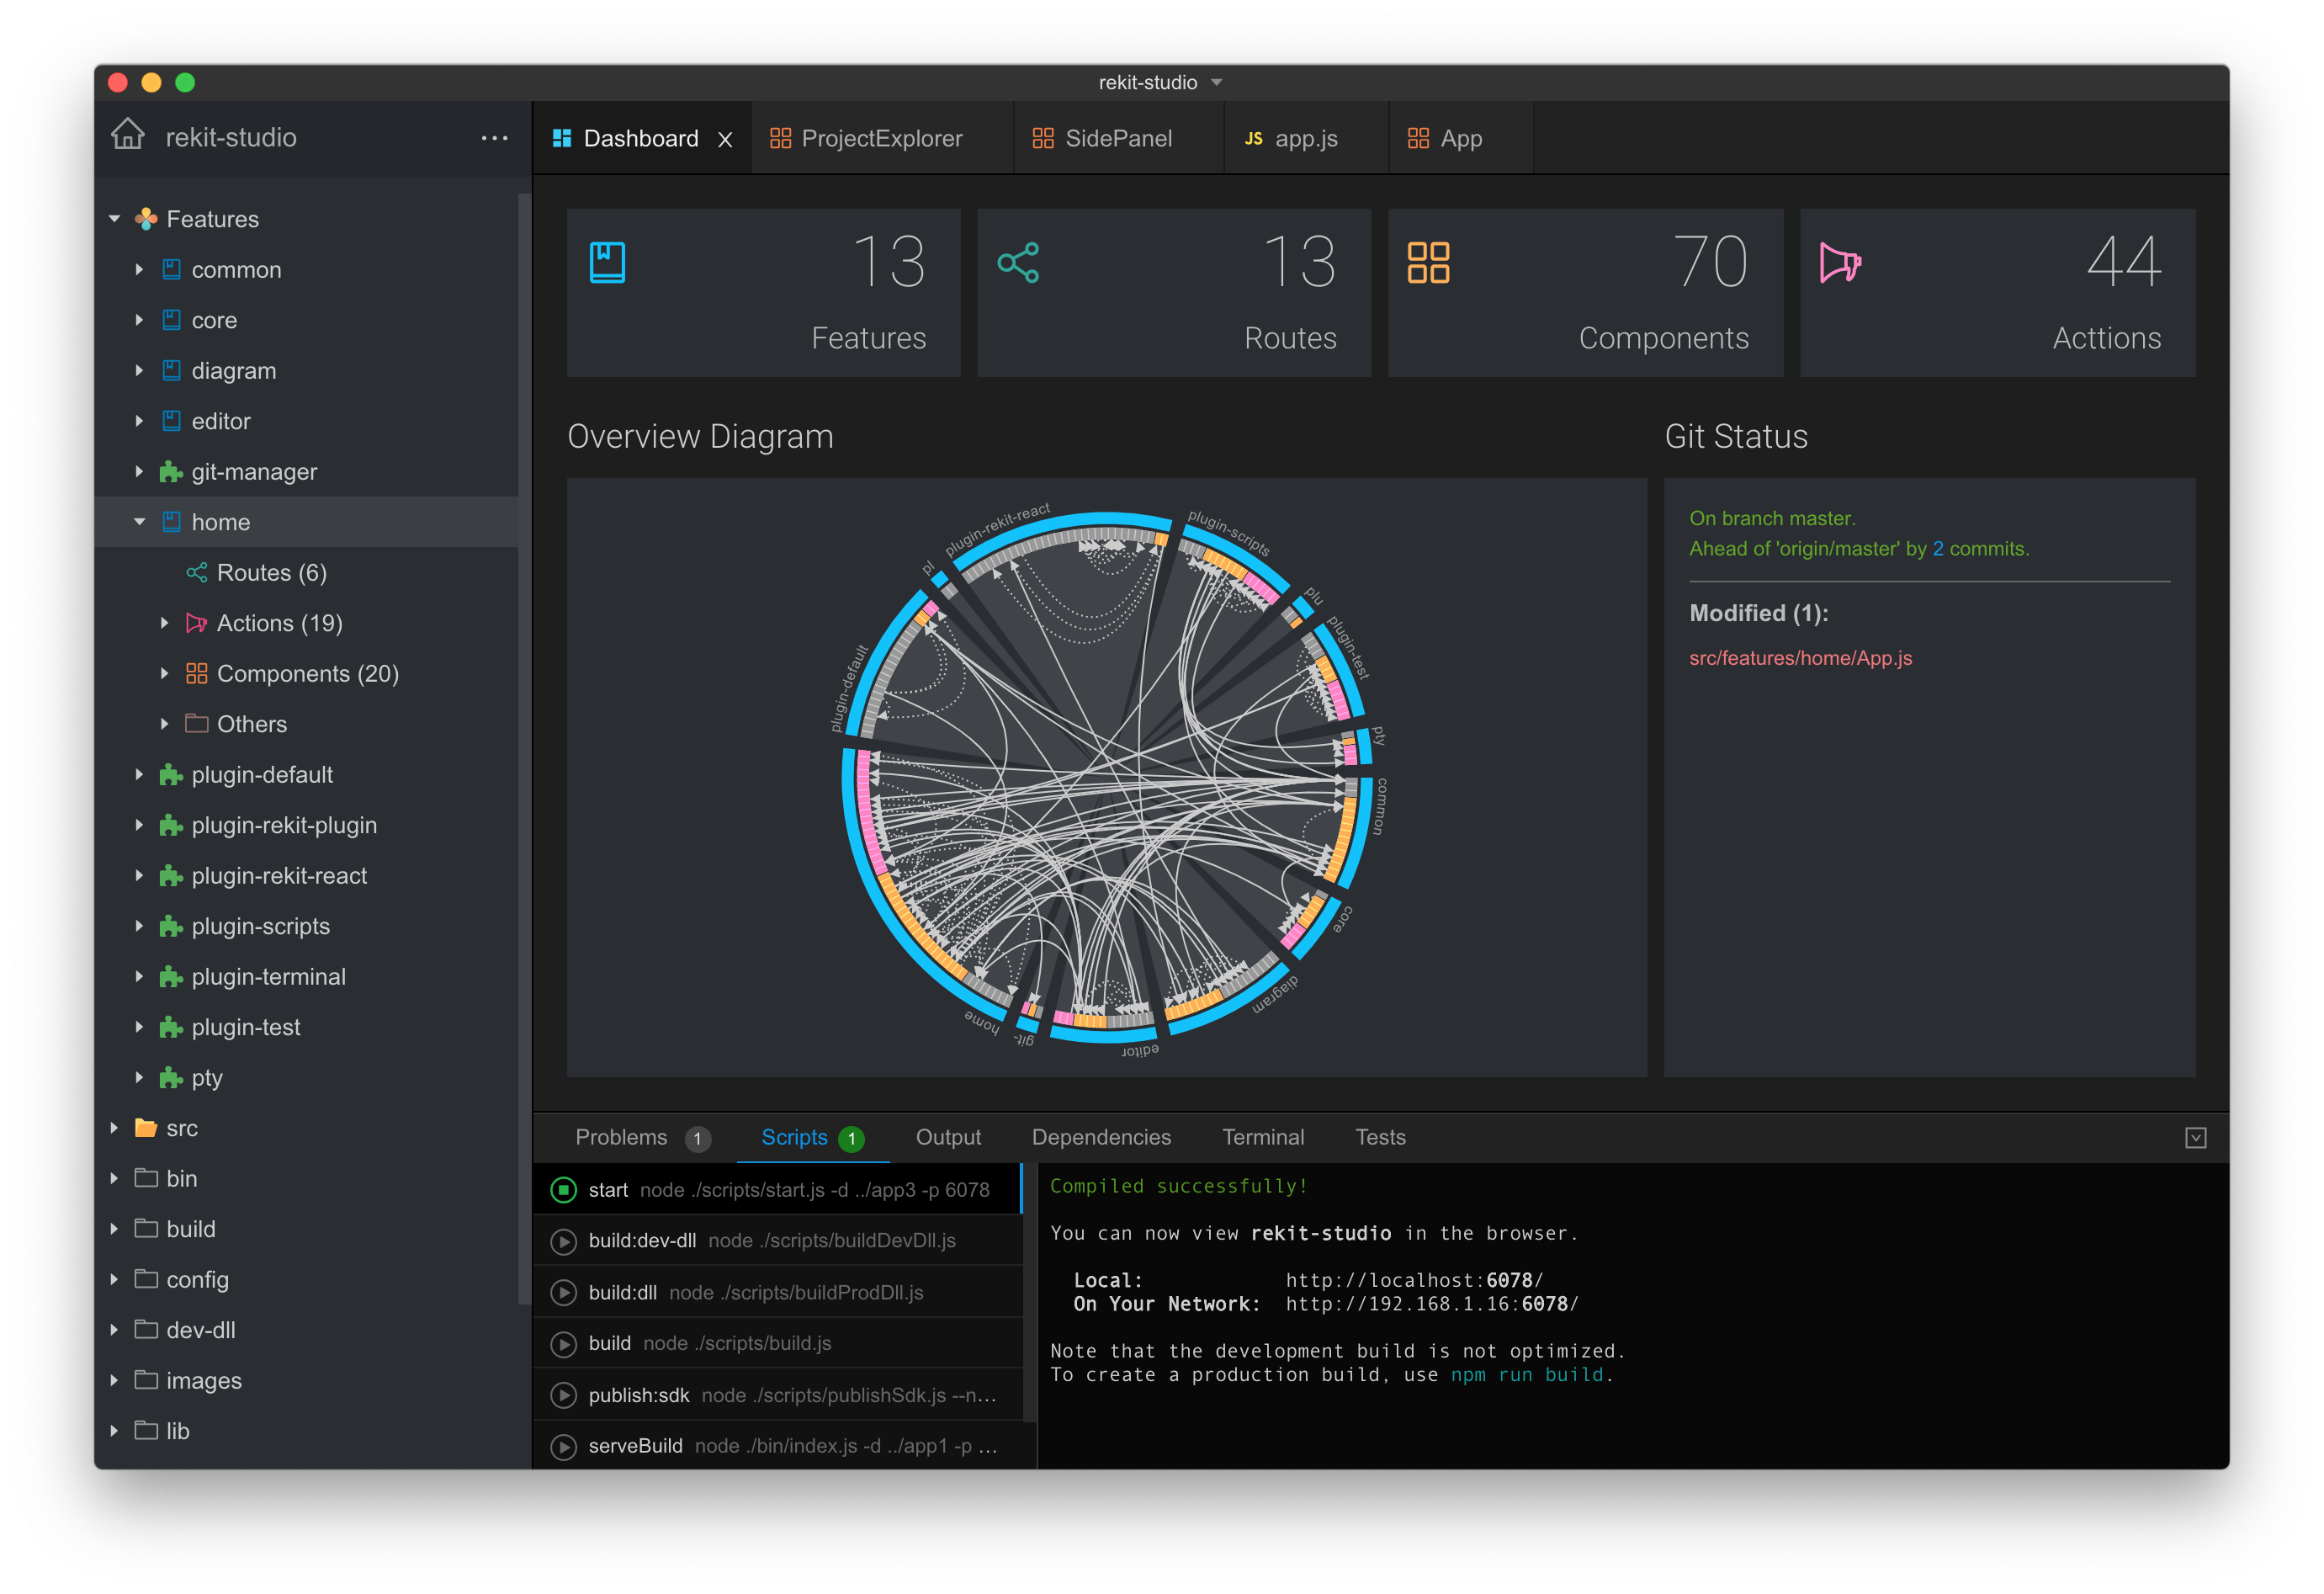 rekit-studio
rekit-studio
Dashboard X
ProjectExplorer
SidePanel
JS app.js
App
Features
common
core
diagram
editor
git-manager
home
Routes (6)
Actions (19)
Components (20)
Others
plugin-default
plugin-rekit-plugin
plugin-rekit-react
plugin-scripts
plugin-terminal
plugin-test
pty
src
bin
build
config
dev-dll
images
lib
13
Features
13
Routes
70
Components
44
Acttions
Overview Diagram
plugin-rekit-react
plugin-scripts
plu
plugin-test
pty
common
core
diagram
editor
git-
home
plugin-default
pl
Git Status
On branch master.
Ahead of 'origin/master' by 2 commits.
Modified (1):
src/features/home/App.js
Problems 1
Scripts 1
Output
Dependencies
Terminal
Tests
start node ./scripts/start.js -d ../app3 -p 6078
build:dev-dll node ./scripts/buildDevDll.js
build:dll node ./scripts/buildProdDll.js
build node ./scripts/build.js
publish:sdk node ./scripts/publishSdk.js --n…
serveBuild node ./bin/index.js -d ../app1 -p …
Compiled successfully!
You can now view rekit-studio in the browser.
Local: http://localhost:6078/
On Your Network: http://192.168.1.16:6078/
Note that the development build is not optimized.
To create a production build, use npm run build.